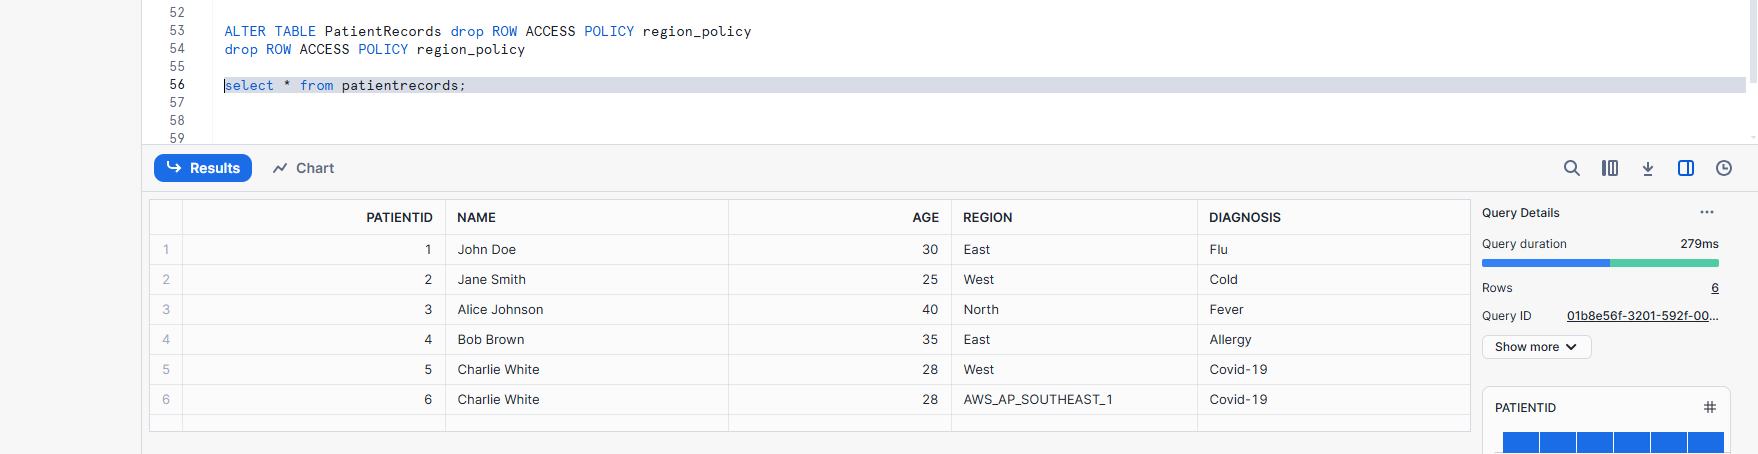 52
53 ALTER TABLE PatientRecords drop ROW ACCESS POLICY region_policy
54 drop ROW ACCESS POLICY region_policy
55
56 select * from patientrecords;
57
58
59
Results Chart
PATIENTID NAME AGE REGION DIAGNOSIS
1 1 John Doe 30 East Flu
2 2 Jane Smith 25 West Cold
3 3 Alice Johnson 40 North Fever
4 4 Bob Brown 35 East Allergy
5 5 Charlie White 28 West Covid-19
6 6 Charlie White 28 AWS_AP_SOUTHEAST_1 Covid-19
Query Details ...
Query duration 279ms
Rows 6
Query ID 01b8e56f-3201-592f-00...
Show more
PATIENTID #